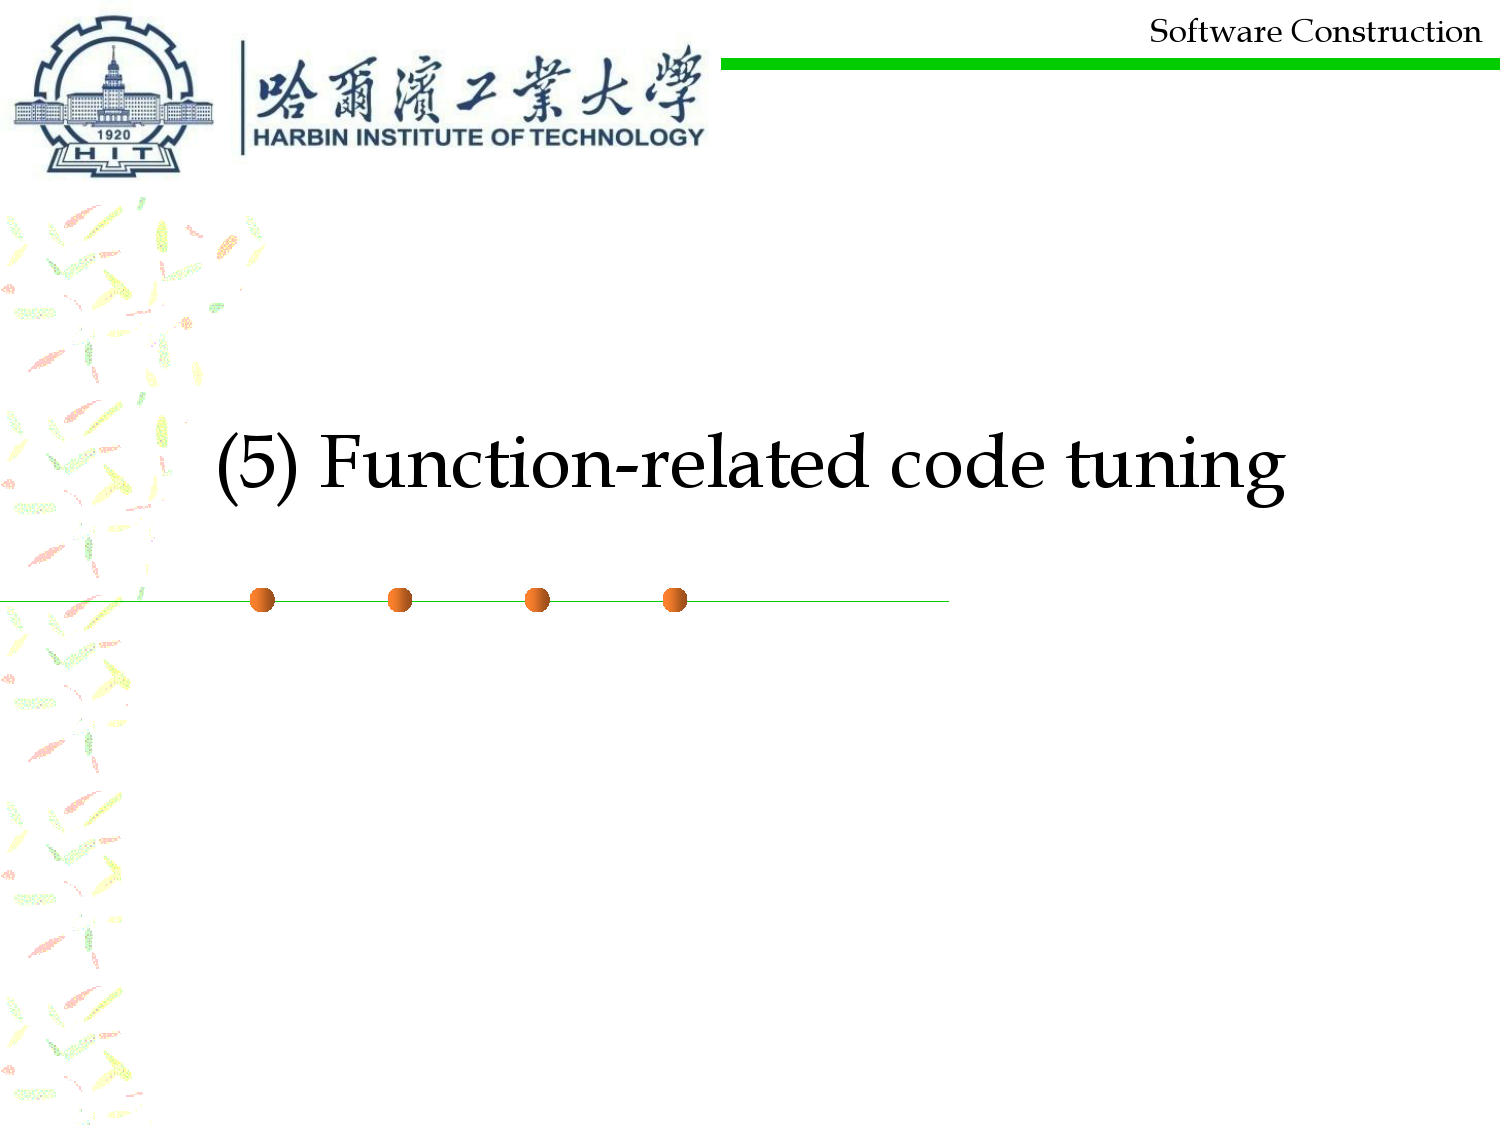 Software Construction
哈爾濱工業大學
HARBIN INSTITUTE OF TECHNOLOGY
1920
HIT
(5) Function-related code tuning